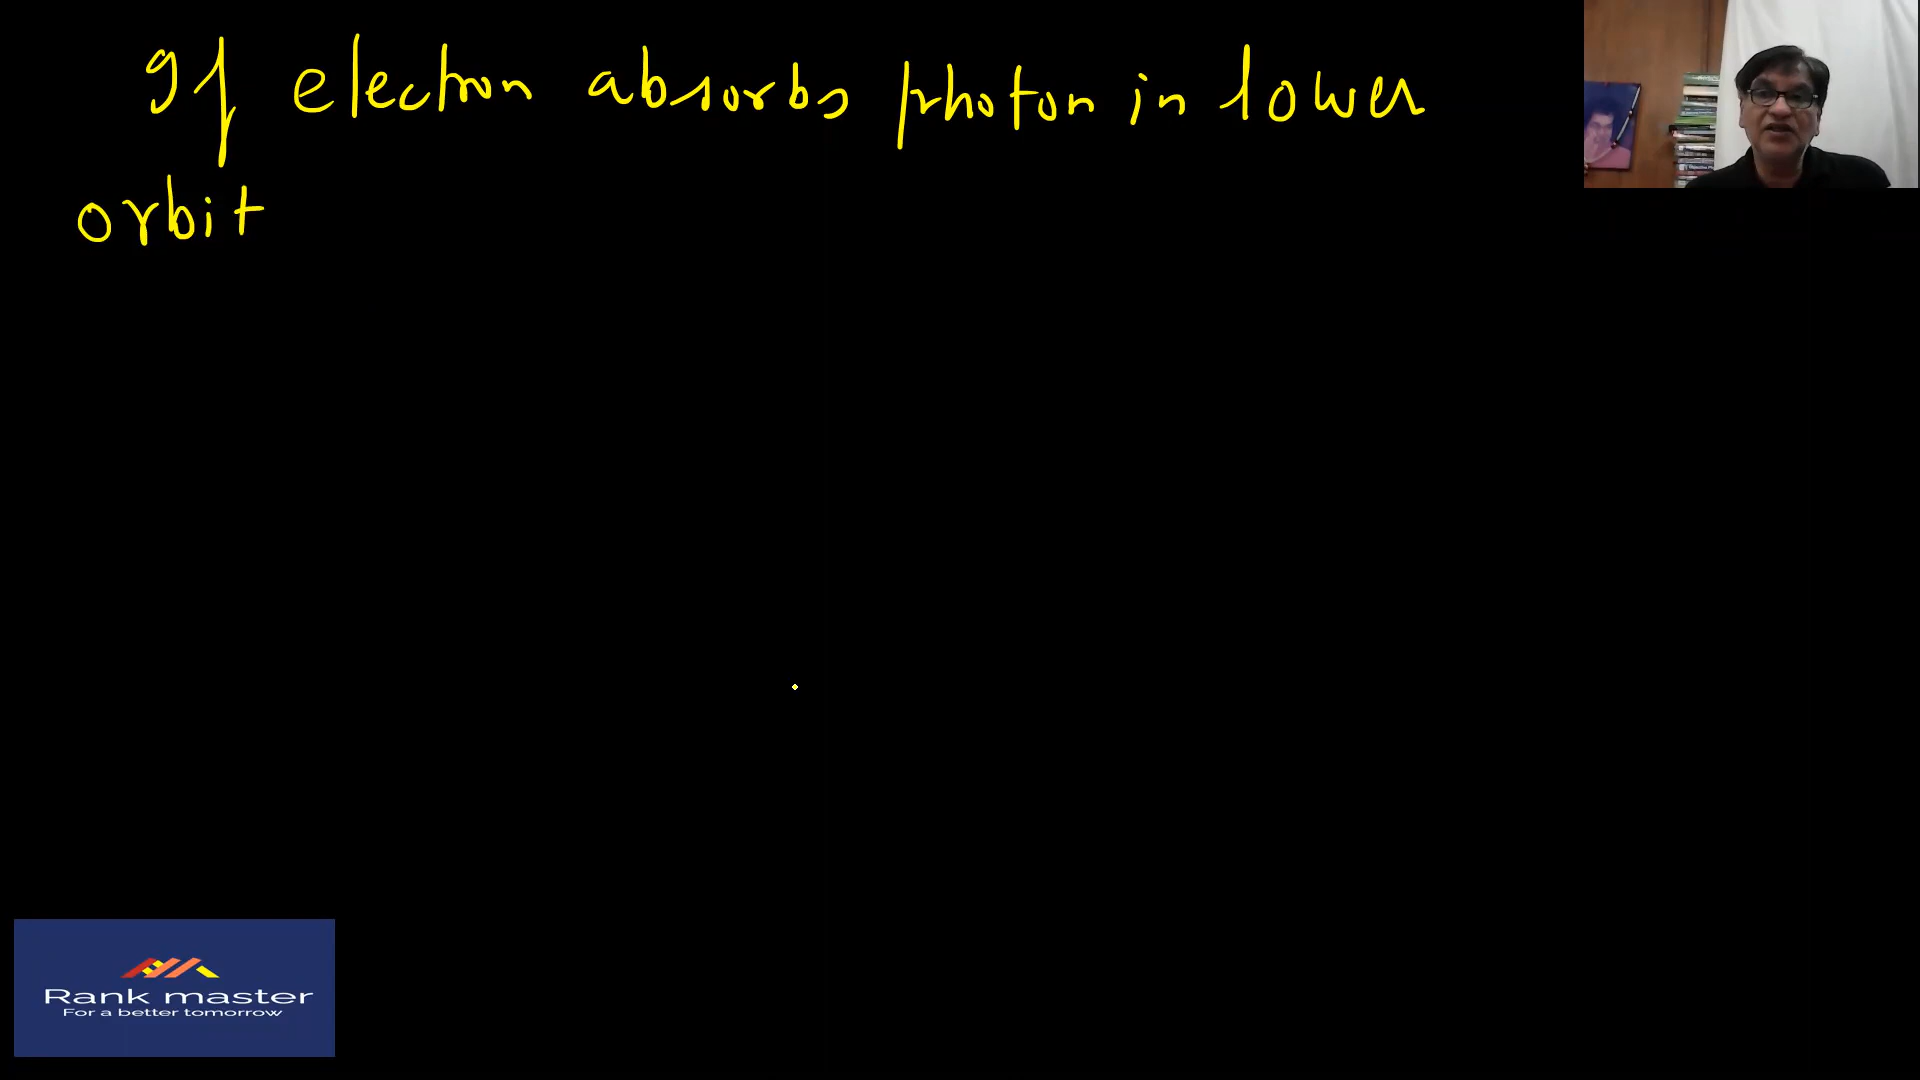 If electron absorbs photon in lower
orbit
Rank master
For a better tomorrow